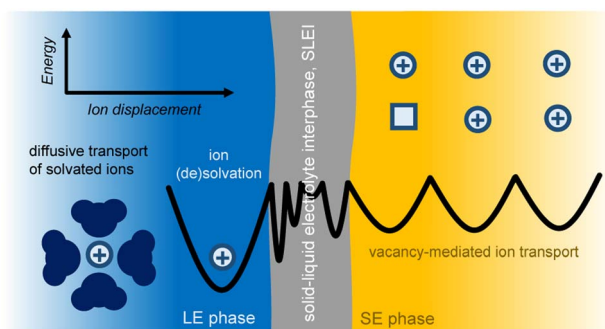 Energy
Ion displacement
diffusive transport
of solvated ions
ion
(de)solvation
solid-liquid electrolyte interphase, SLEI
vacancy-mediated ion transport
LE phase
SE phase